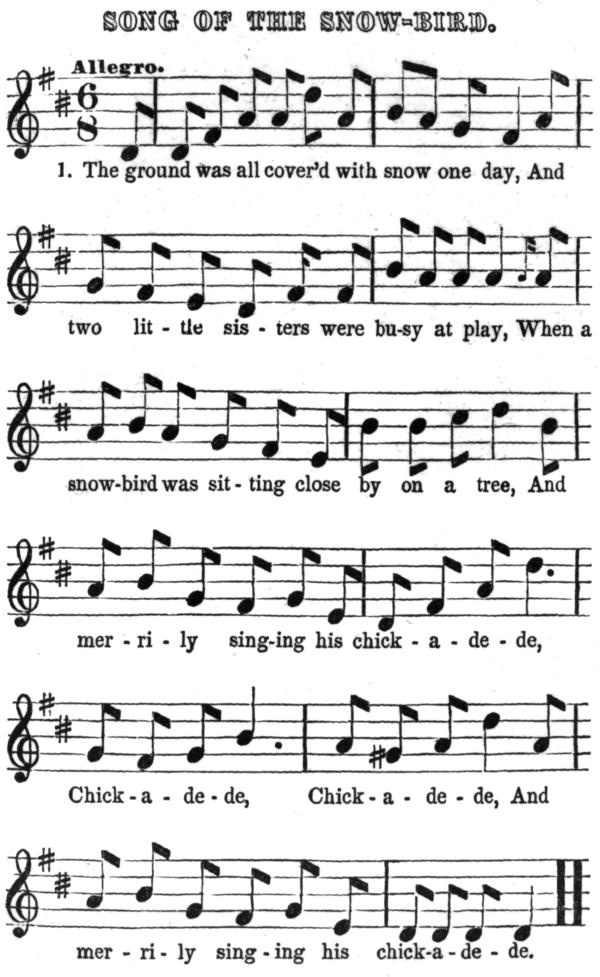 SONG OF THE SNOW-BIRD.
Allegro.
6
8
1. The ground was all cover'd with snow one day, And
two lit - tle sis - ters were bu-sy at play, When a
snow-bird was sit - ting close by on a tree, And
mer - ri - ly sing-ing his chick - a - de - de,
Chick - a - de - de, Chick - a - de - de, And
mer - ri - ly sing - ing his chick-a - de - de.